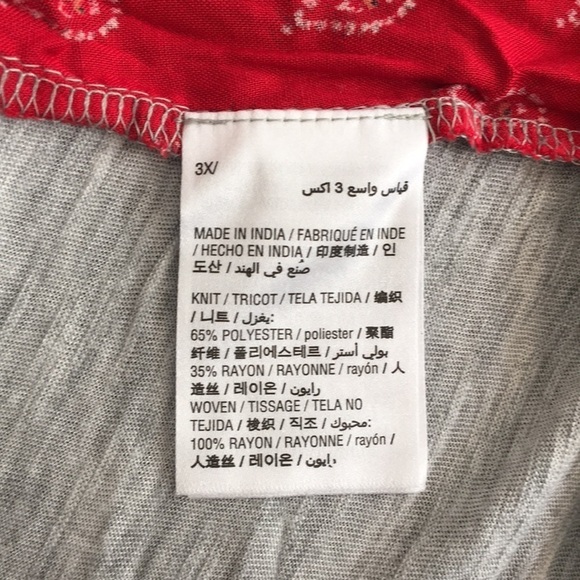 3X/
قياس واسع 3 اكس
MADE IN INDIA / FABRIQUÉ EN INDE
/ HECHO EN INDIA / 印度制造 / 인
도산 / صُنع في الهند
KNIT / TRICOT / TELA TEJIDA / 编织
/ 니트 / يغزل:
65% POLYESTER / poliester / 聚酯
纤维 / 폴리에스테르 / بولي أستر
35% RAYON / RAYONNE / rayón / 人
造丝 / 레이온 / رايون
WOVEN / TISSAGE / TELA NO
TEJIDA / 梭织 / 직조 / محبوك:
100% RAYON / RAYONNE / rayón /
人造丝 / 레이온 / رايون